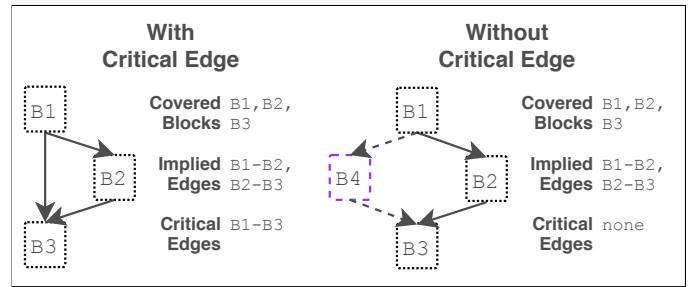 With
Critical Edge
B1
B2
B3
Covered B1,B2,
Blocks B3
Implied B1-B2,
Edges B2-B3
Critical B1-B3
Edges
Without
Critical Edge
B1
B4
B2
B3
Covered B1,B2,
Blocks B3
Implied B1-B2,
Edges B2-B3
Critical none
Edges